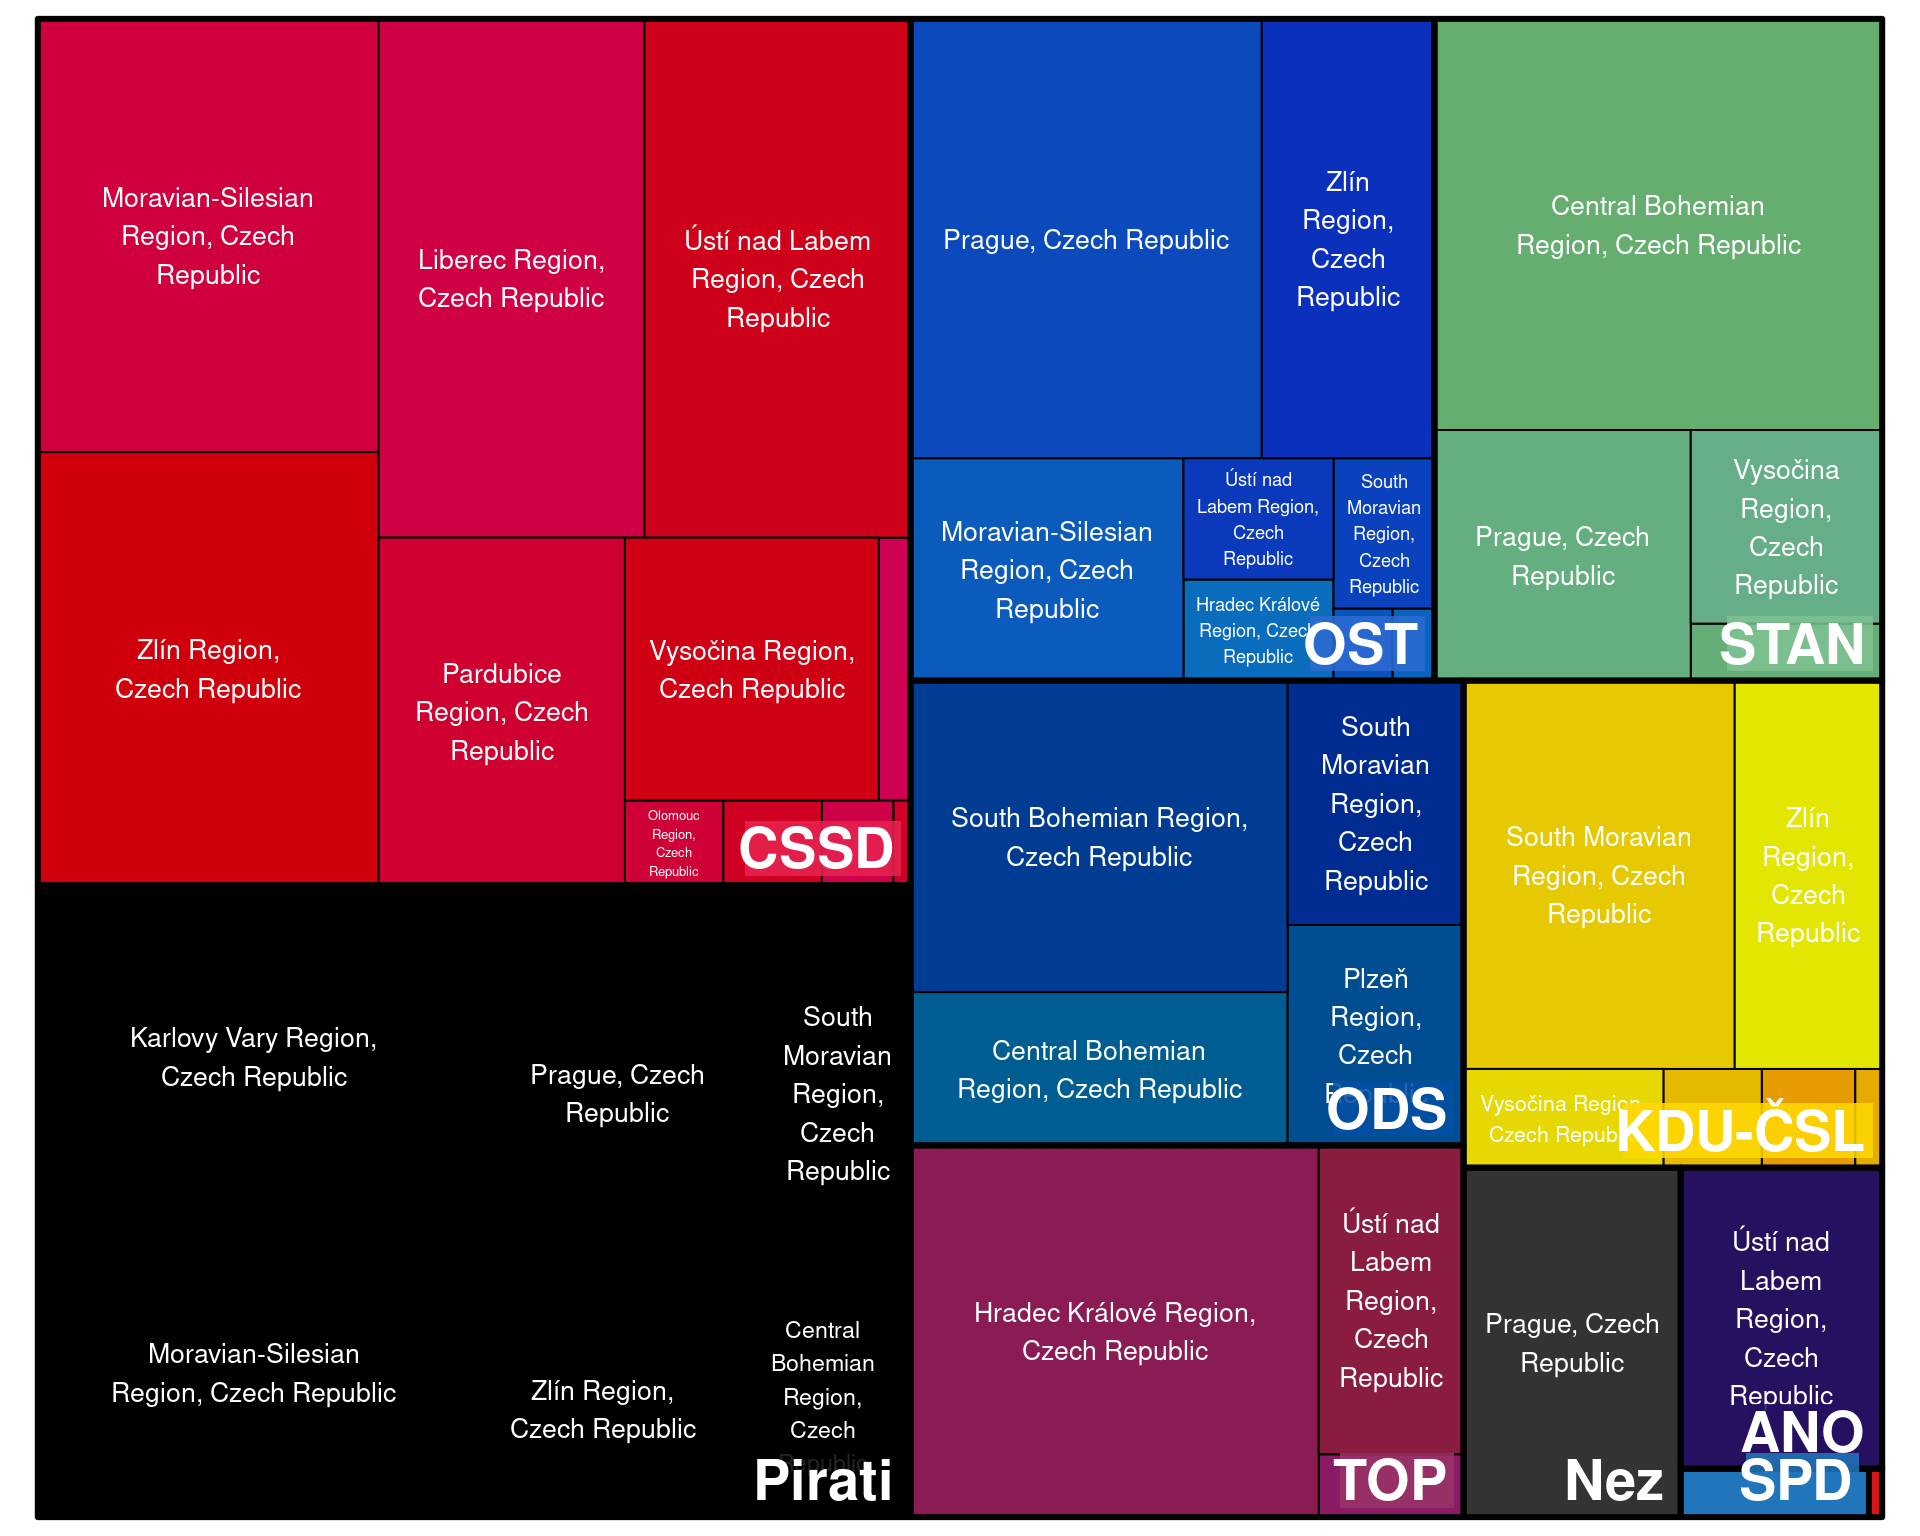 Moravian-Silesian
Region, Czech
Republic
Liberec Region,
Czech Republic
Ústí nad Labem
Region, Czech
Republic
Zlín Region,
Czech Republic
Pardubice
Region, Czech
Republic
Vysočina Region,
Czech Republic
Olomouc
Region,
Czech
Republic
CSSD
Prague, Czech Republic
Zlín
Region,
Czech
Republic
Moravian-Silesian
Region, Czech
Republic
Ústí nad
Labem Region,
Czech
Republic
South
Moravian
Region,
Czech
Republic
Hradec Králové
Region, Czech
Republic
OST
Central Bohemian
Region, Czech Republic
Prague, Czech
Republic
Vysočina
Region,
Czech
Republic
STAN
South Bohemian Region,
Czech Republic
South
Moravian
Region,
Czech
Republic
Central Bohemian
Region, Czech Republic
Plzeň
Region,
Czech
Republic
ODS
South Moravian
Region, Czech
Republic
Zlín
Region,
Czech
Republic
Vysočina Region,
Czech Republic
KDU-ČSL
Karlovy Vary Region,
Czech Republic
Prague, Czech
Republic
South
Moravian
Region,
Czech
Republic
Moravian-Silesian
Region, Czech Republic
Zlín Region,
Czech Republic
Central
Bohemian
Region,
Czech
Republic
Pirati
Hradec Králové Region,
Czech Republic
Ústí nad
Labem
Region,
Czech
Republic
TOP
Prague, Czech
Republic
Nez
Ústí nad
Labem
Region,
Czech
Republic
ANO
SPD